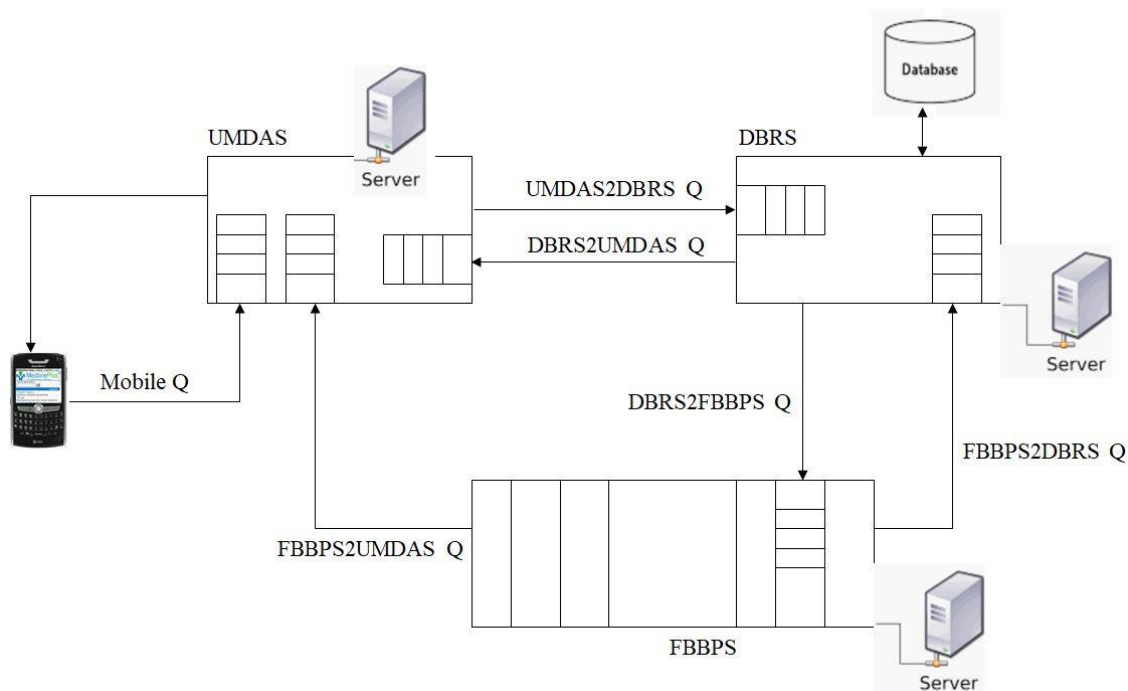 Database
UMDAS
DBRS
Server
UMDAS2DBRS Q
DBRS2UMDAS Q
Server
Mobile Q
DBRS2FBBPS Q
FBBPS2DBRS Q
FBBPS2UMDAS Q
FBBPS
Server